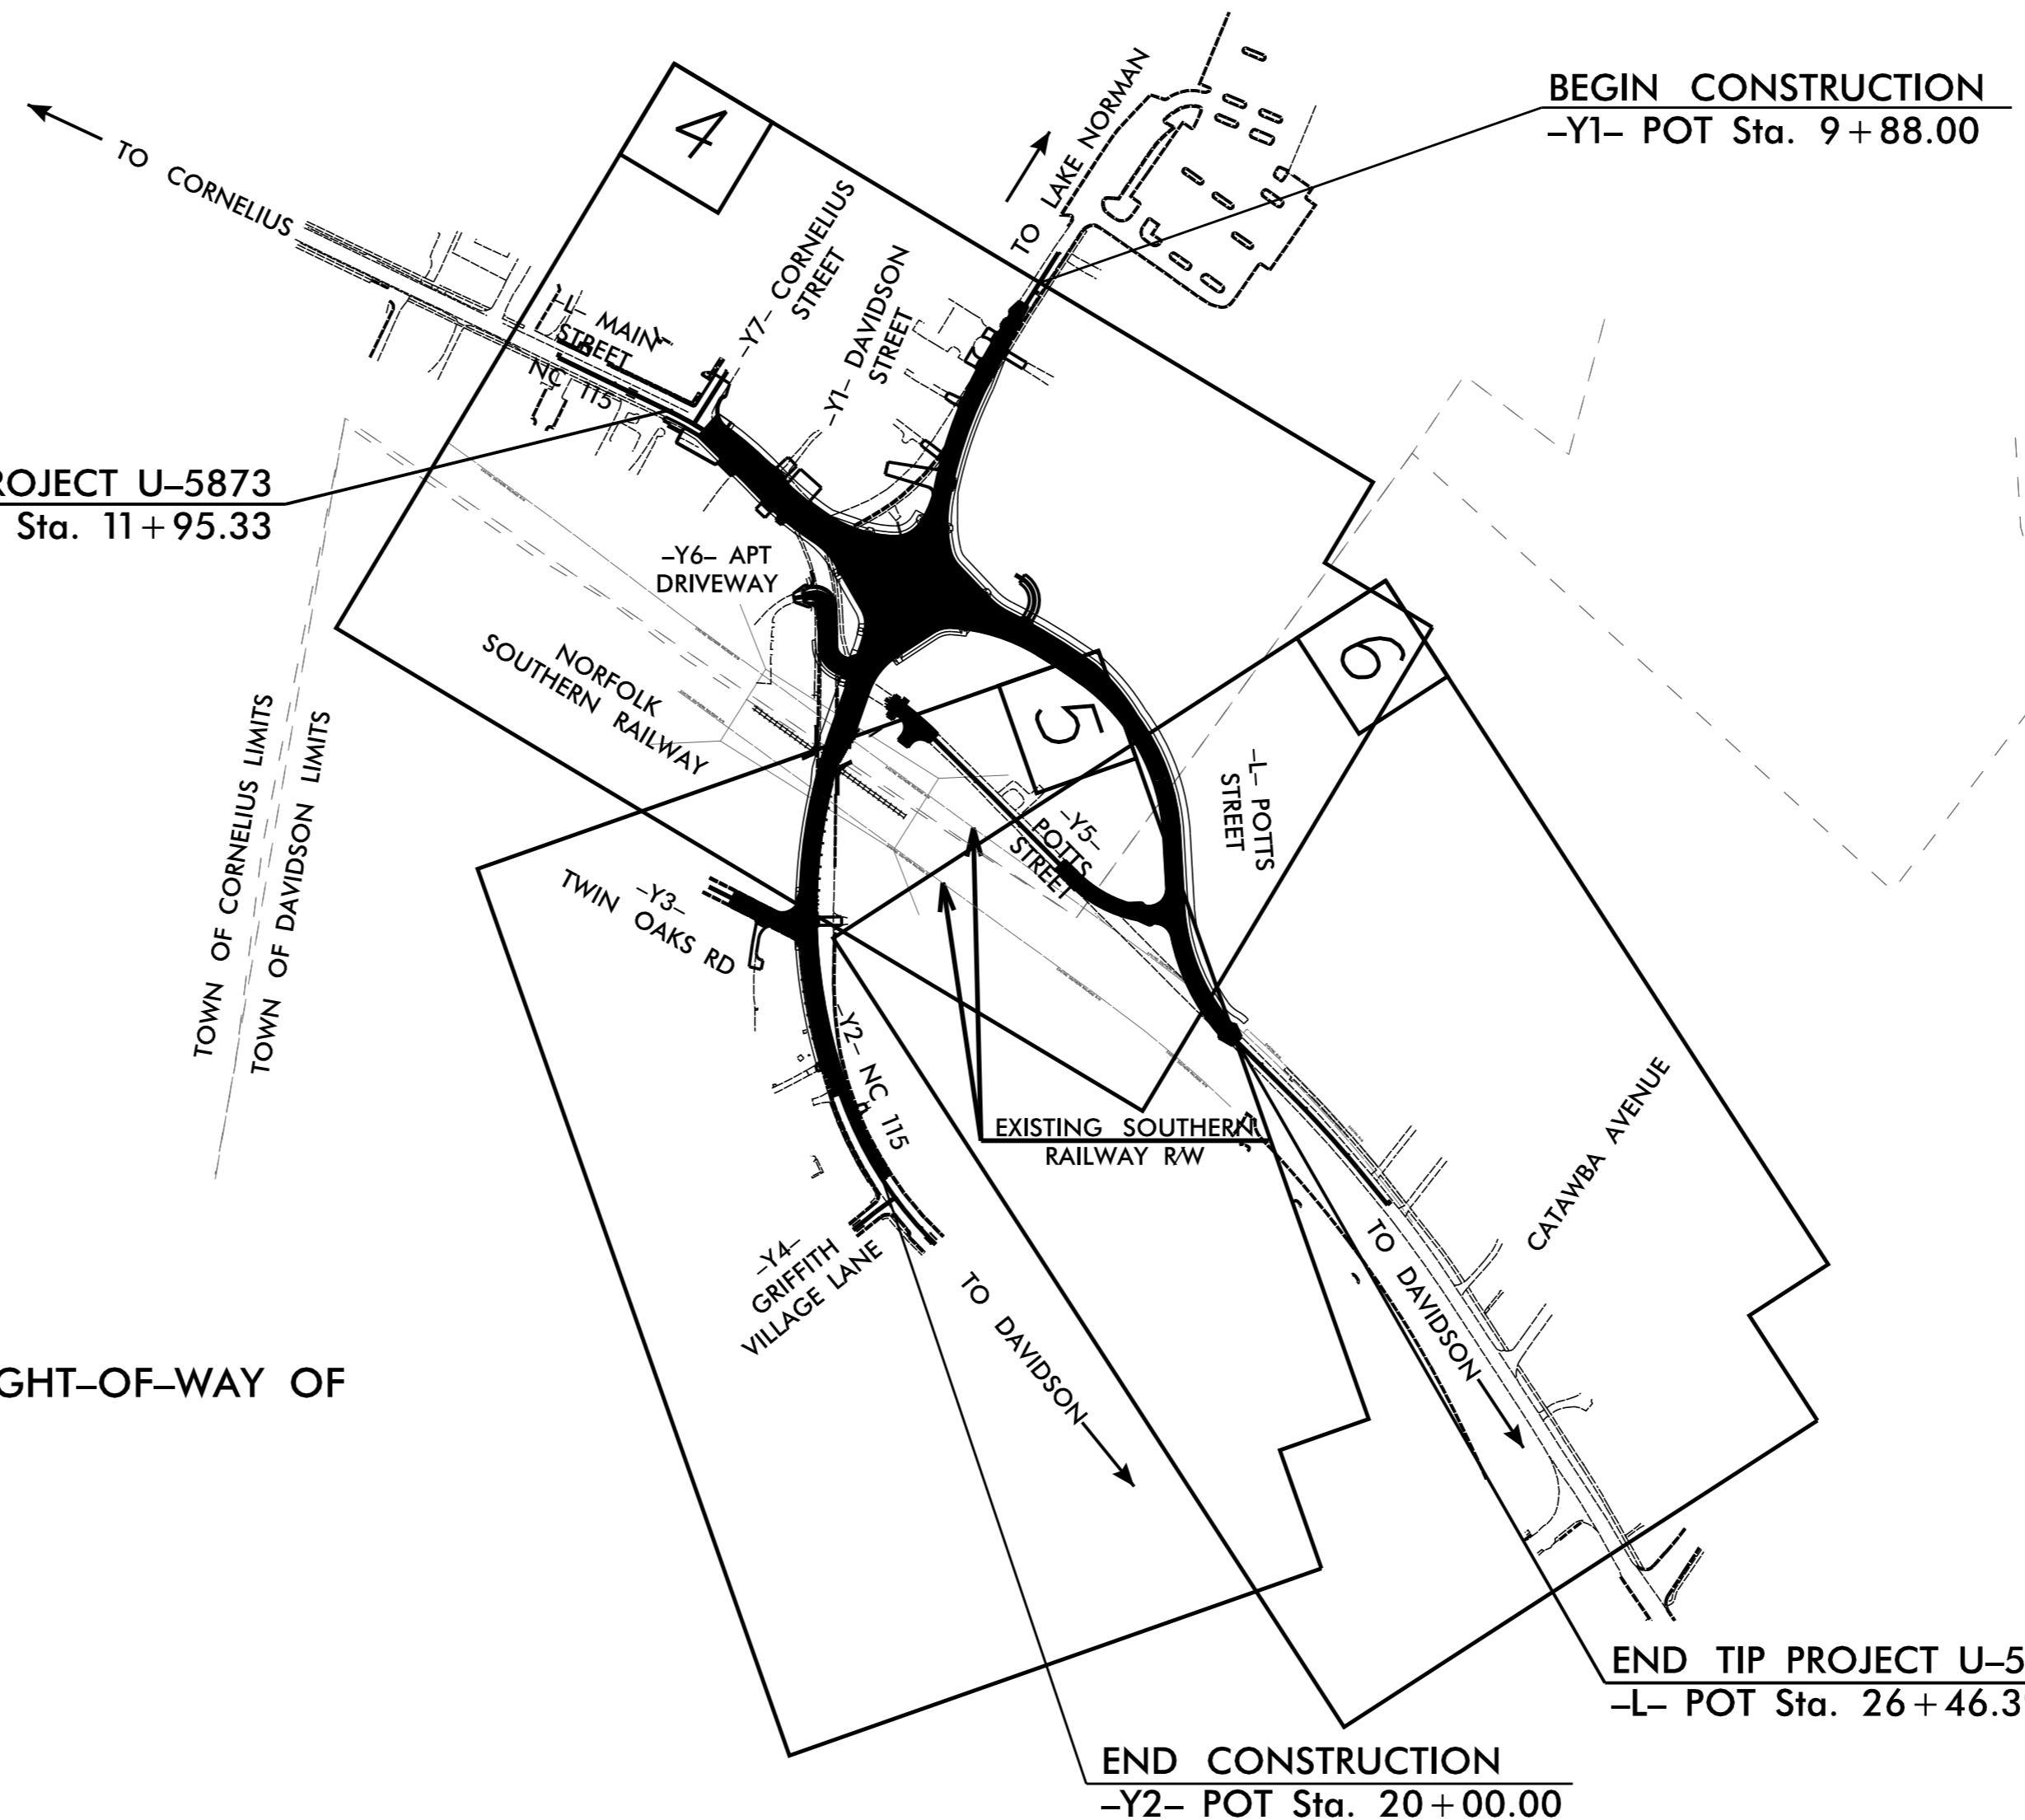 BEGIN CONSTRUCTION
–Y1– POT Sta. 9+88.00
TO LAKE NORMAN
4
TO CORNELIUS
–Y7– CORNELIUS
STREET
–Y1– DAVIDSON
STREET
–L– MAIN
STREET
NC 115
PROJECT U–5873
Sta. 11+95.33
–Y6– APT
DRIVEWAY
NORFOLK
SOUTHERN RAILWAY
6
5
–L– POTTS
STREET
–Y5–
POTTS
STREET
TOWN OF CORNELIUS LIMITS
TOWN OF DAVIDSON LIMITS
–Y3–
TWIN OAKS RD
–Y2– NC 115
EXISTING SOUTHERN
RAILWAY R/W
CATAWBA AVENUE
–Y4–
GRIFFITH
VILLAGE LANE
TO DAVIDSON
TO DAVIDSON
GHT–OF–WAY OF
END TIP PROJECT U–5
–L– POT Sta. 26+46.3
END CONSTRUCTION
–Y2– POT Sta. 20+00.00